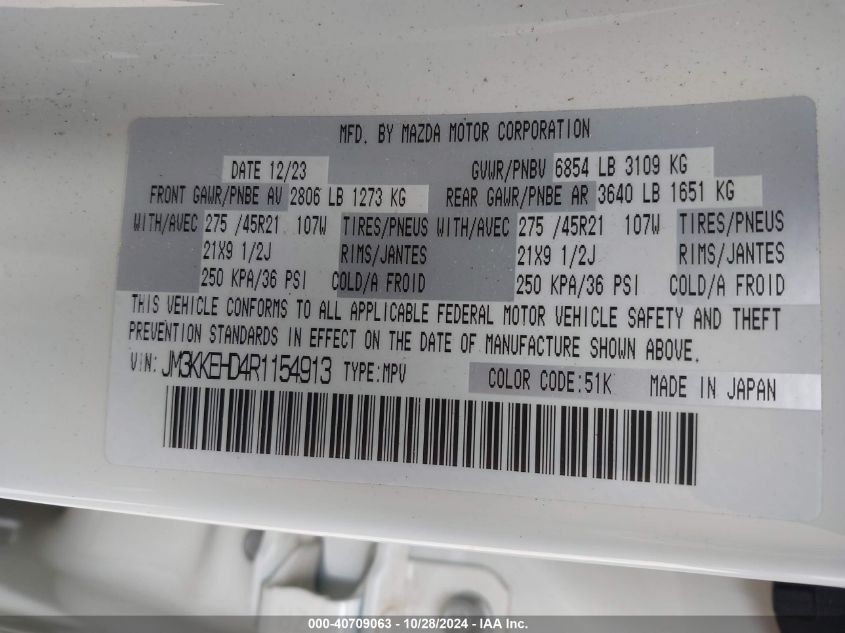 MFD. BY MAZDA MOTOR CORPORATION
DATE 12/23 GVWR/PNBV 6854 LB 3109 KG
FRONT GAWR/PNBE AV 2806 LB 1273 KG REAR GAWR/PNBE AR 3640 LB 1651 KG
WITH/AVEC 275 /45R21 107W TIRES/PNEUS WITH/AVEC 275 /45R21 107W TIRES/PNEUS
21X9 1/2J RIMS/JANTES 21X9 1/2J RIMS/JANTES
250 KPA/36 PSI COLD/A FROID 250 KPA/36 PSI COLD/A FROID
THIS VEHICLE CONFORMS TO ALL APPLICABLE FEDERAL MOTOR VEHICLE SAFETY AND THEFT
PREVENTION STANDARDS IN EFFECT ON THE DATE OF MANUFACTURE SHOWN ABOVE.
VIN: JM3KKEHD4R1154913 TYPE:MPV COLOR CODE:51K MADE IN JAPAN
000-40709063 - 10/28/2024 - IAA Inc.